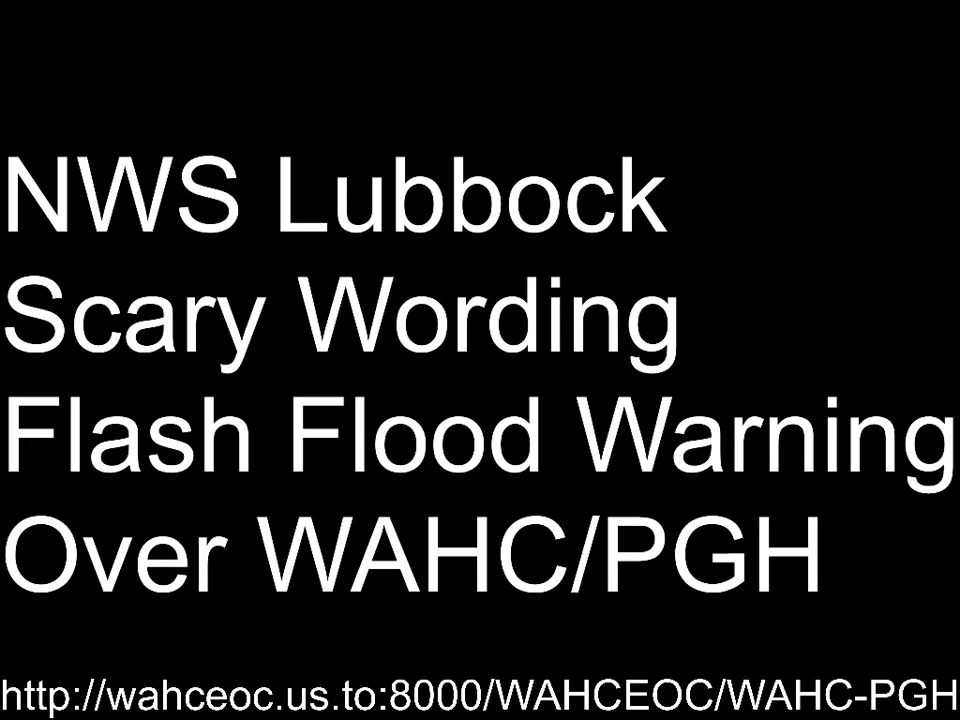 NWS Lubbock
Scary Wording
Flash Flood Warning
Over WAHC/PGH
http://wahceoc.us.to:8000/WAHCEOC/WAHC-PGH